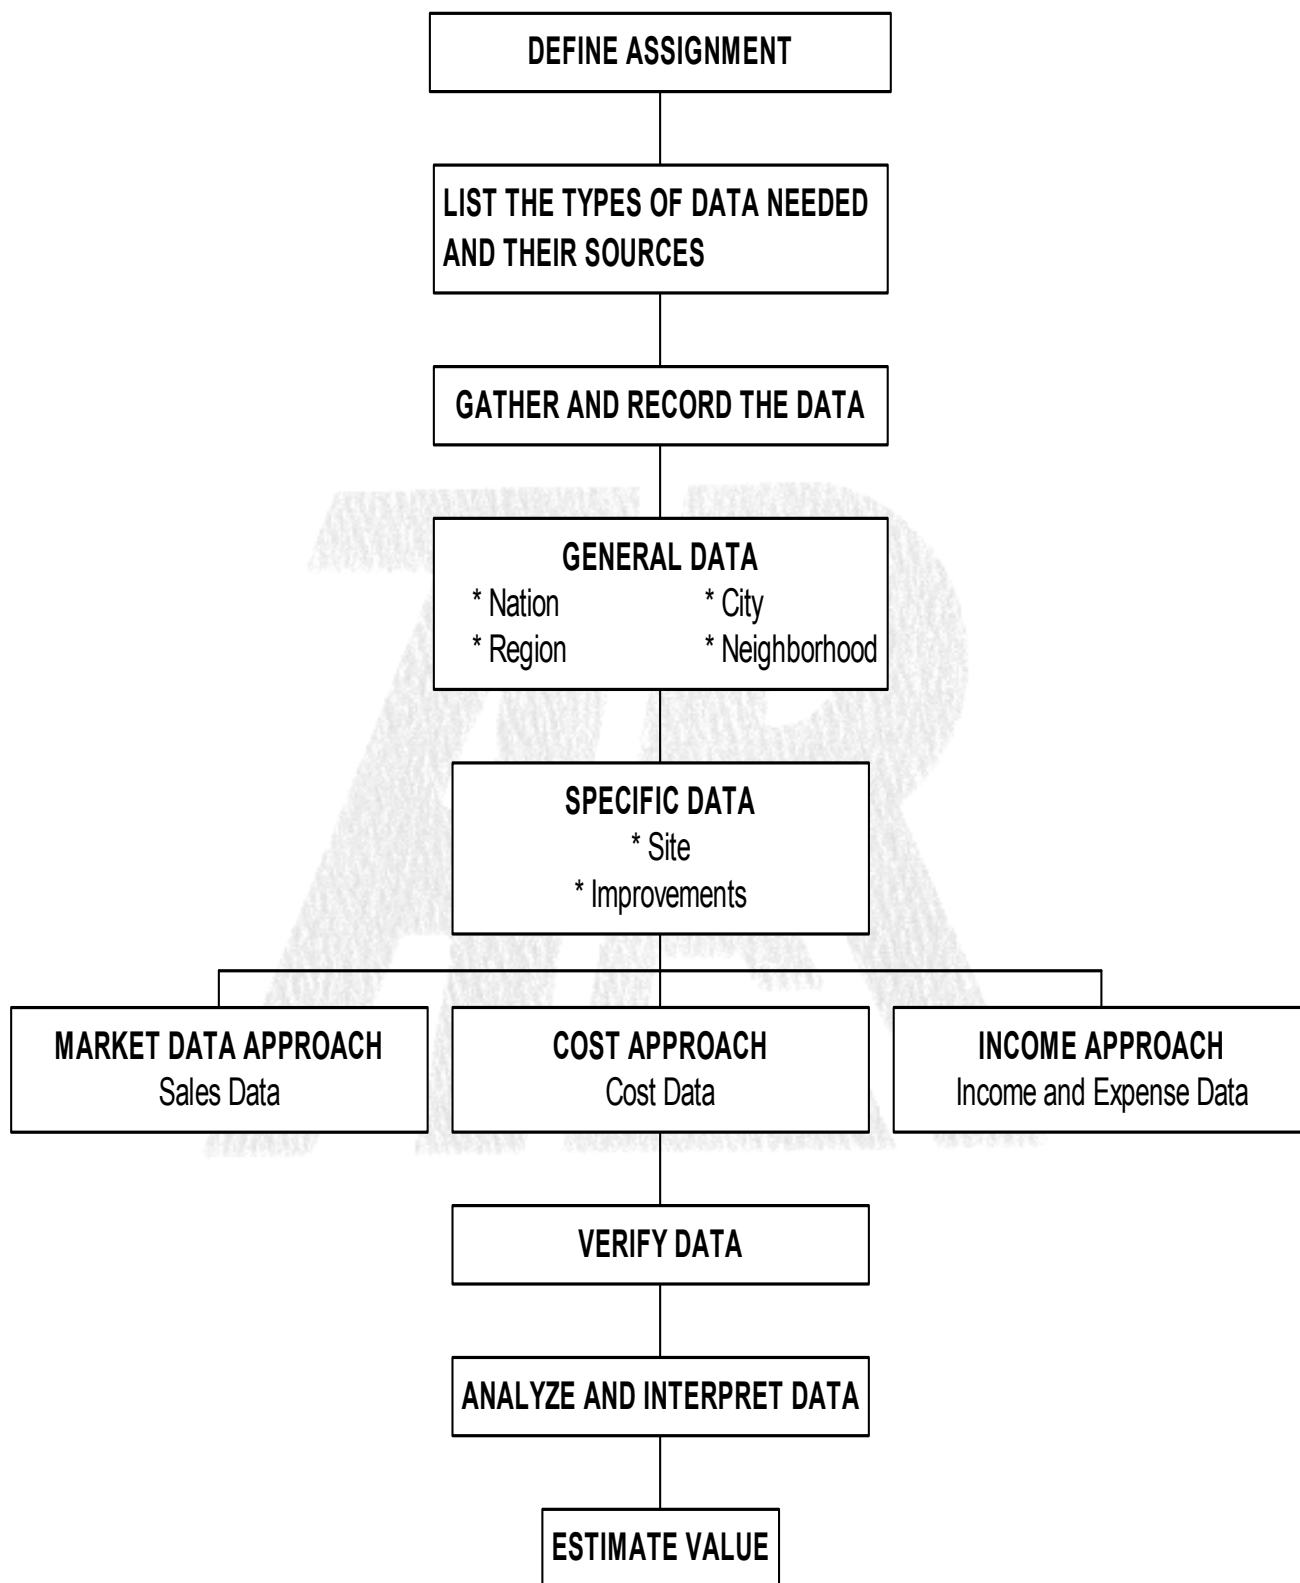 DEFINE ASSIGNMENT
LIST THE TYPES OF DATA NEEDED
AND THEIR SOURCES
GATHER AND RECORD THE DATA
GENERAL DATA
* Nation * City
* Region * Neighborhood
SPECIFIC DATA
* Site
* Improvements
MARKET DATA APPROACH
Sales Data
COST APPROACH
Cost Data
INCOME APPROACH
Income and Expense Data
VERIFY DATA
ANALYZE AND INTERPRET DATA
ESTIMATE VALUE